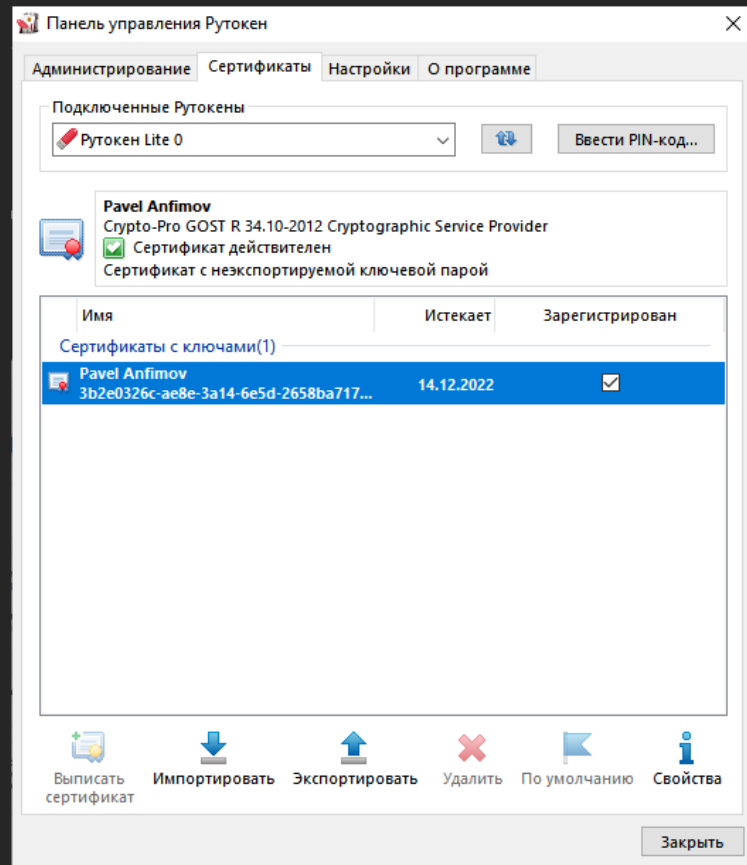 Панель управления Рутокен
Администрирование Сертификаты Настройки О программе
Подключенные Рутокены
Рутокен Lite 0 Ввести PIN-код...
Pavel Anfimov
Crypto-Pro GOST R 34.10-2012 Cryptographic Service Provider
Сертификат действителен
Сертификат с неэкспортируемой ключевой парой
Имя Истекает Зарегистрирован
Сертификаты с ключами(1)
Pavel Anfimov
3b2e0326c-ae8e-3a14-6e5d-2658ba717... 14.12.2022
Выписать сертификат Импортировать Экспортировать Удалить По умолчанию Свойства
Закрыть